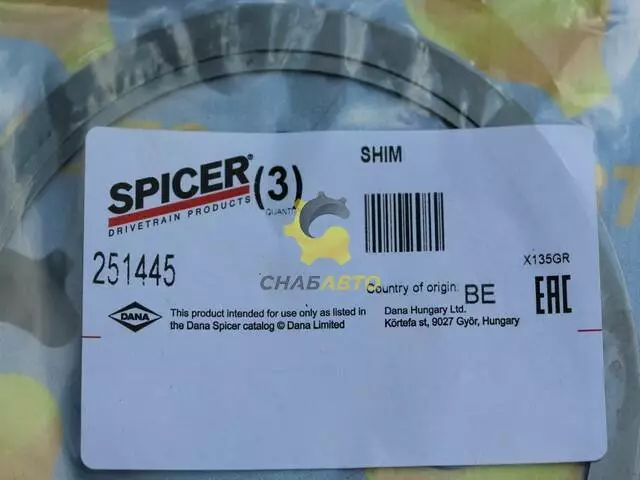 SHIM
SPICER® (3)
DRIVETRAIN PRODUCTS
QUANTITY
251445
СНАБАВТО
X135GR
Country of origin: BE
EAC
DANA
This product intended for use only as listed in
the Dana Spicer catalog © Dana Limited
Dana Hungary Ltd.
Körtefa st, 9027 Győr, Hungary